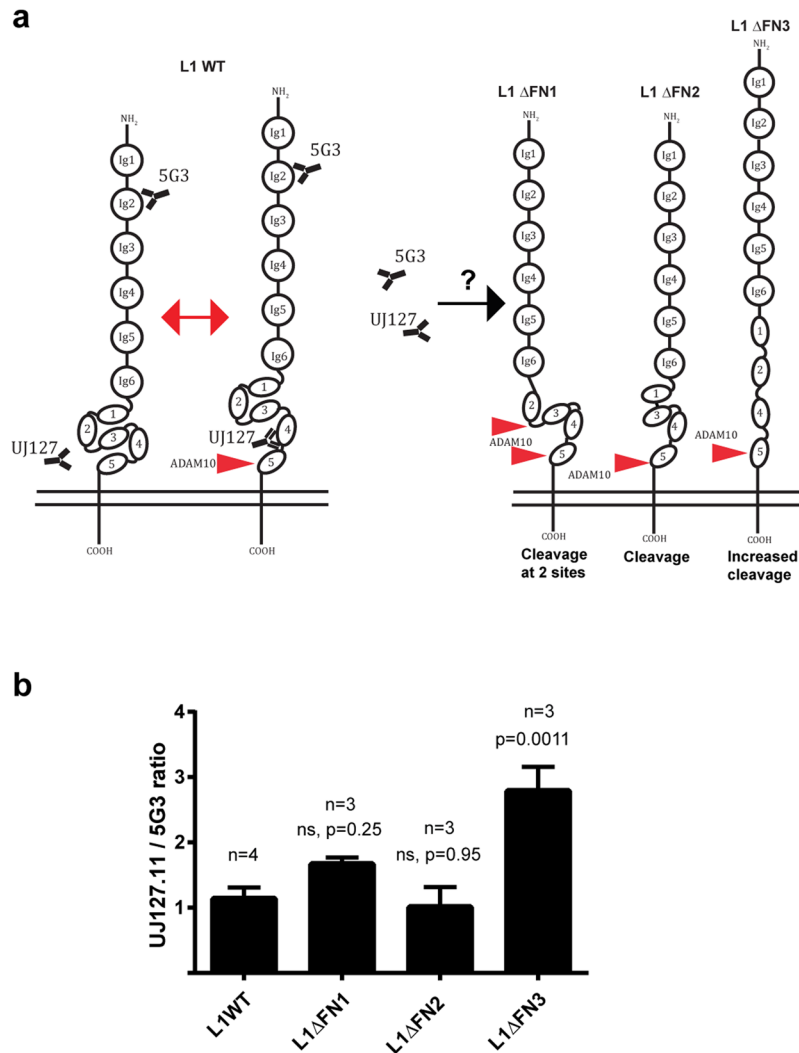 a
L1 WT
NH2
Ig1
Ig2
Ig3
Ig4
Ig5
Ig6
1
2
3
4
5
5G3
UJ127
COOH
NH2
Ig1
Ig2
Ig3
Ig4
Ig5
Ig6
1
2
3
4
5
5G3
UJ127
ADAM10
COOH
5G3
UJ127
?
L1 ΔFN1
NH2
Ig1
Ig2
Ig3
Ig4
Ig5
Ig6
2
3
4
5
ADAM10
COOH
Cleavage
at 2 sites
L1 ΔFN2
NH2
Ig1
Ig2
Ig3
Ig4
Ig5
Ig6
1
3
4
5
ADAM10
COOH
Cleavage
L1 ΔFN3
NH2
Ig1
Ig2
Ig3
Ig4
Ig5
Ig6
1
2
4
5
ADAM10
COOH
Increased
cleavage
b
UJ127.11 / 5G3 ratio
4
3
2
1
n=4
n=3
ns, p=0.25
n=3
ns, p=0.95
n=3
p=0.0011
L1WT
L1ΔFN1
L1ΔFN2
L1ΔFN3